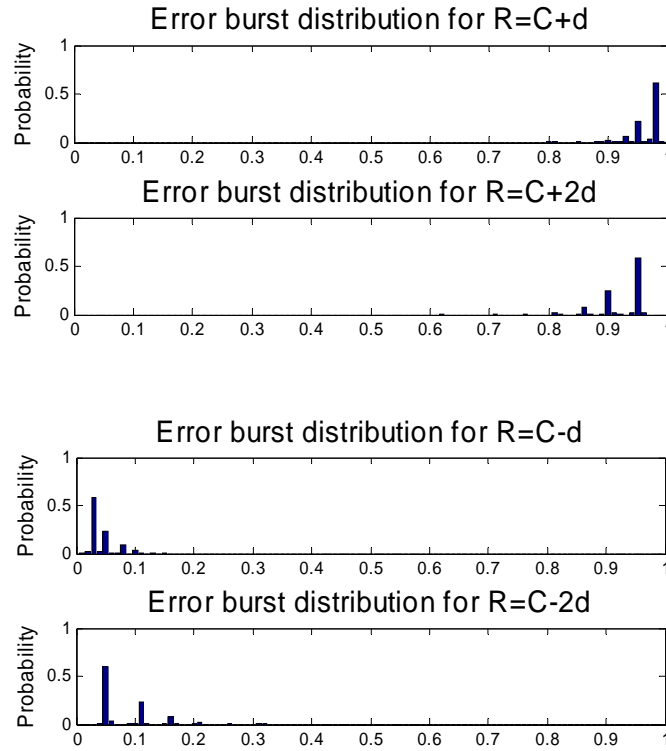 Error burst distribution for R=C+d
Probability
1
0.5
0
0 0.1 0.2 0.3 0.4 0.5 0.6 0.7 0.8 0.9 1
Error burst distribution for R=C+2d
Probability
1
0.5
0
0 0.1 0.2 0.3 0.4 0.5 0.6 0.7 0.8 0.9 1
Error burst distribution for R=C-d
Probability
1
0.5
0
0 0.1 0.2 0.3 0.4 0.5 0.6 0.7 0.8 0.9 1
Error burst distribution for R=C-2d
Probability
1
0.5
0
0 0.1 0.2 0.3 0.4 0.5 0.6 0.7 0.8 0.9 1